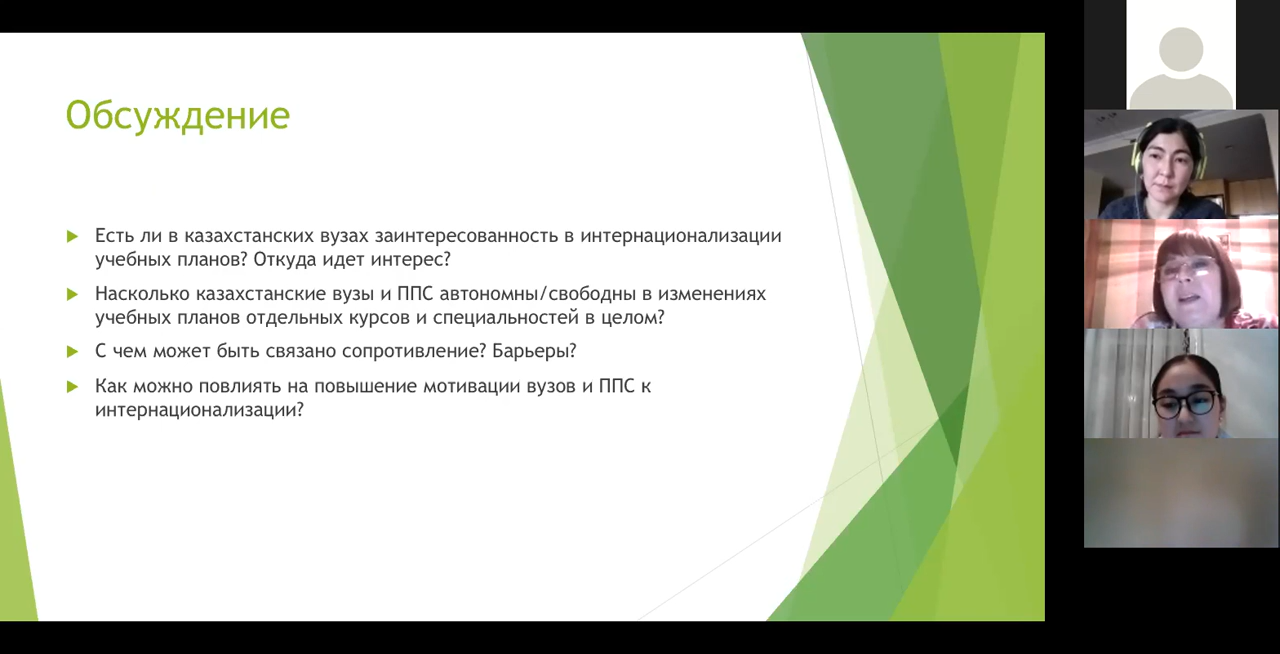 Обсуждение
Есть ли в казахстанских вузах заинтересованность в интернационализации
учебных планов? Откуда идет интерес?
Насколько казахстанские вузы и ППС автономны/свободны в изменениях
учебных планов отдельных курсов и специальностей в целом?
С чем может быть связано сопротивление? Барьеры?
Как можно повлиять на повышение мотивации вузов и ППС к
интернационализации?